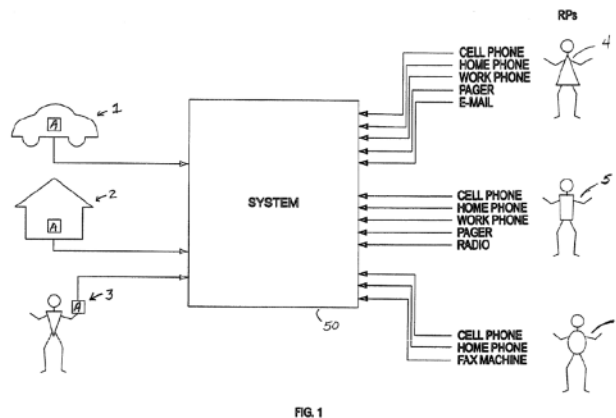 RPs
4
CELL PHONE
HOME PHONE
WORK PHONE
PAGER
E-MAIL
1
A
2
A
SYSTEM
5
CELL PHONE
HOME PHONE
WORK PHONE
PAGER
RADIO
3
A
50
CELL PHONE
HOME PHONE
FAX MACHINE
FIG. 1